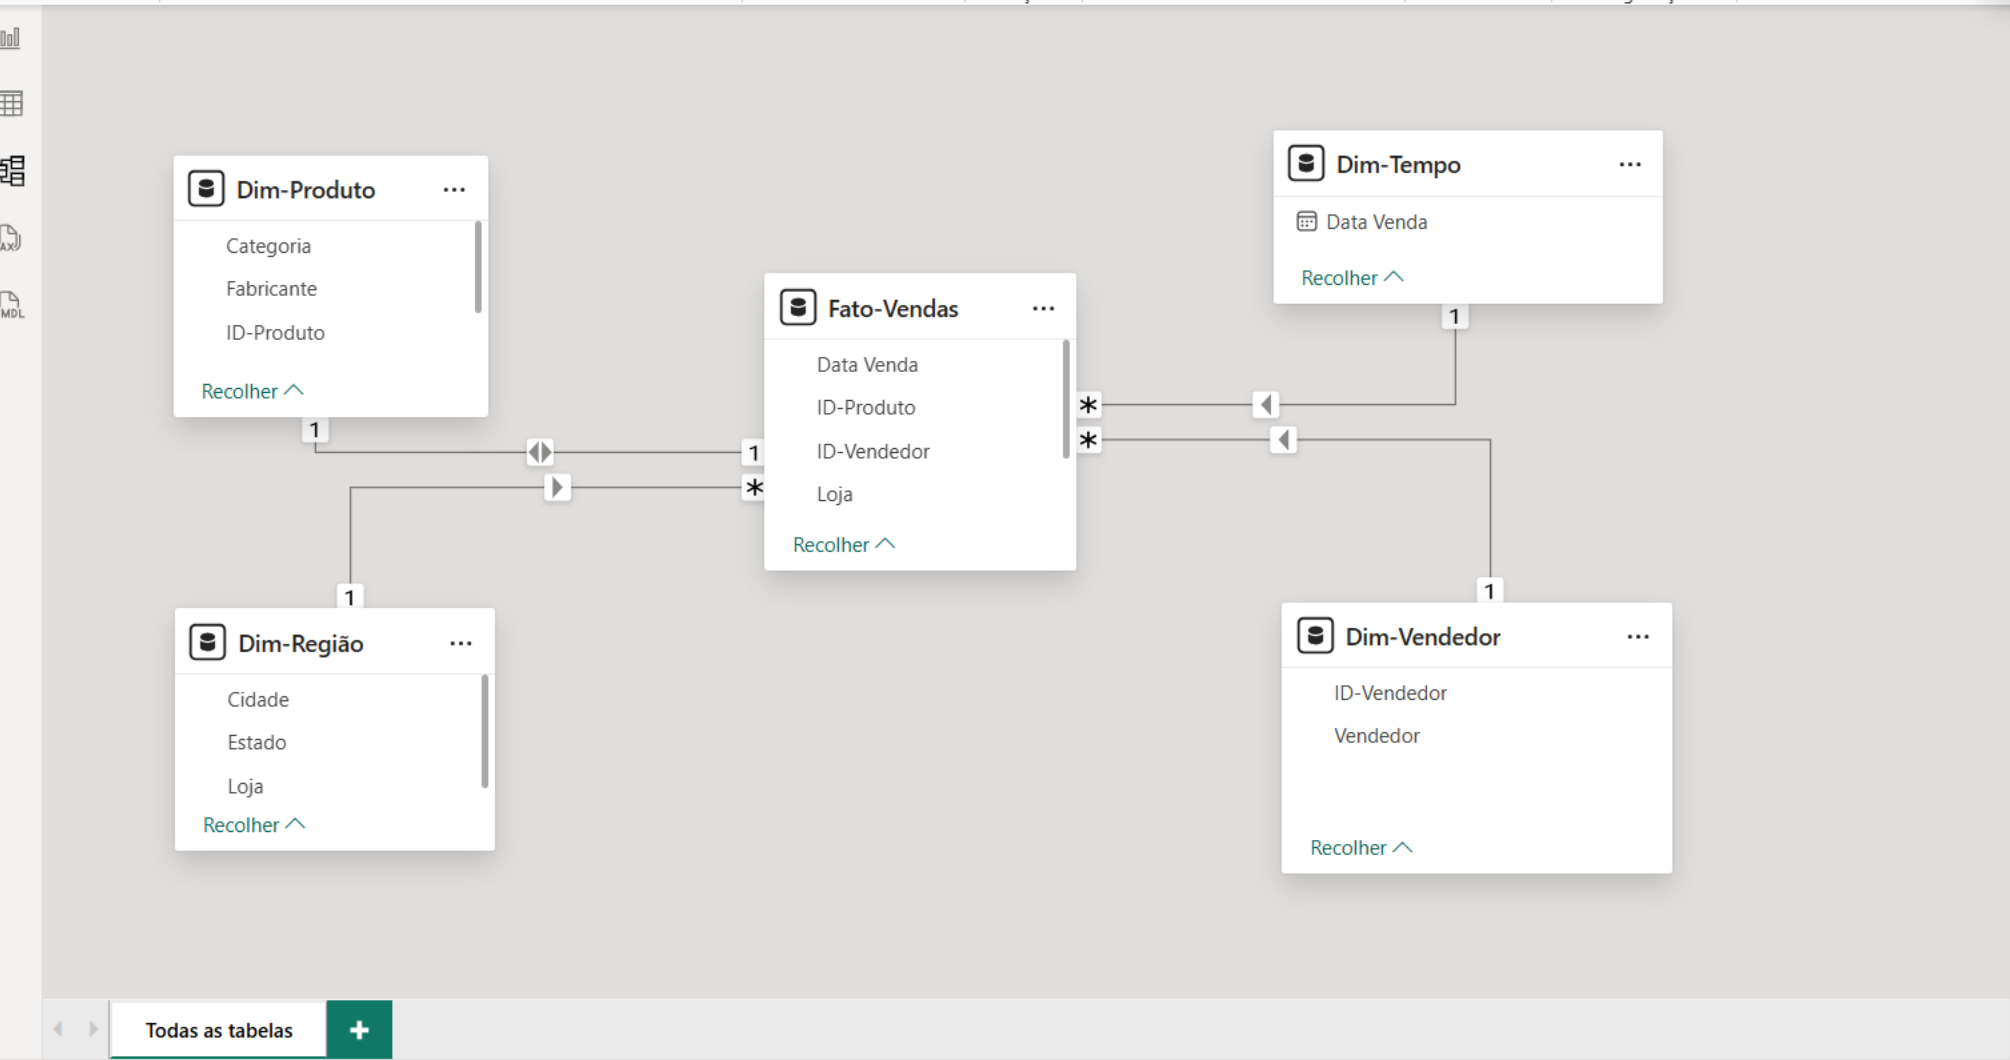 Dim-Produto
Categoria
Fabricante
ID-Produto
Recolher
1
1
*
1
Dim-Região
Cidade
Estado
Loja
Recolher
Fato-Vendas
Data Venda
ID-Produto
ID-Vendedor
Loja
Recolher
Dim-Tempo
Data Venda
Recolher
1
*
*
1
Dim-Vendedor
ID-Vendedor
Vendedor
Recolher
MDL
Todas as tabelas